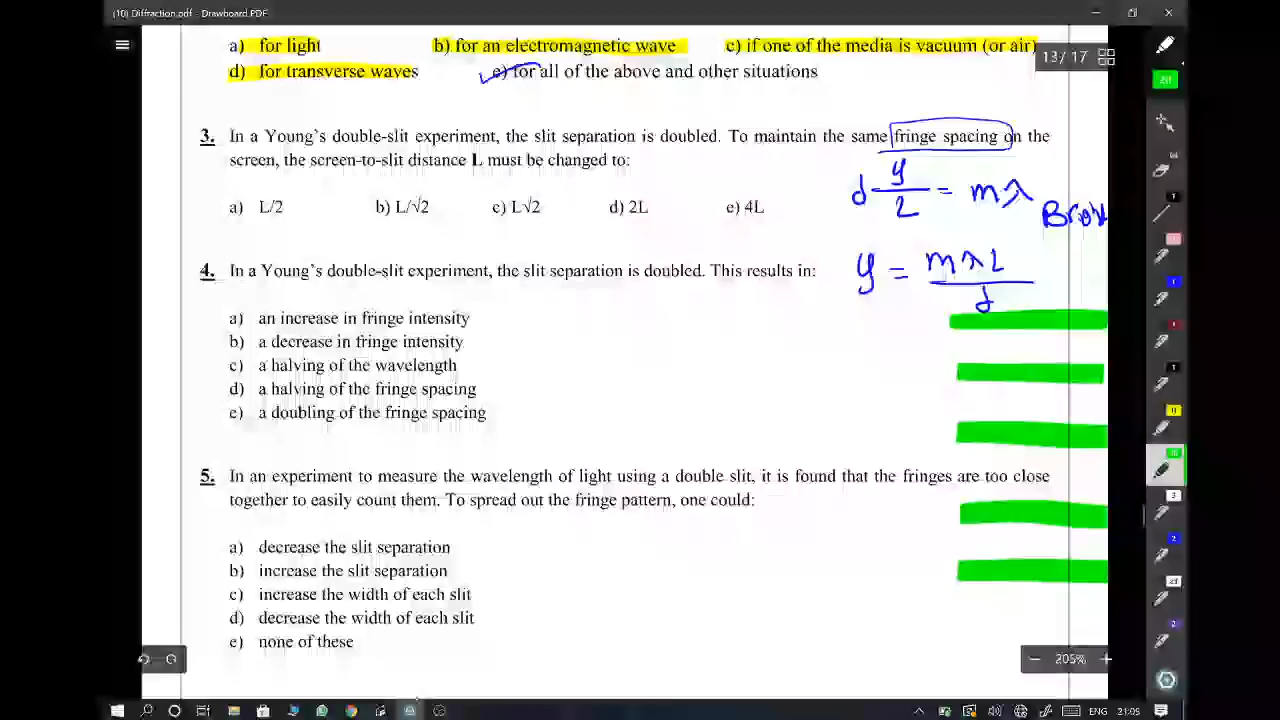 (10) Diffraction.pdf - Drawboard PDF
a) for light b) for an electromagnetic wave c) if one of the media is vacuum (or air)
d) for transverse waves e) for all of the above and other situations
13 / 17
3. In a Young's double-slit experiment, the slit separation is doubled. To maintain the same fringe spacing on the
screen, the screen-to-slit distance L must be changed to:
d y/2 = mλ
a) L/2 b) L/√2 c) L√2 d) 2L e) 4L
Bright
4. In a Young's double-slit experiment, the slit separation is doubled. This results in:
y = mλL/d
a) an increase in fringe intensity
b) a decrease in fringe intensity
c) a halving of the wavelength
d) a halving of the fringe spacing
e) a doubling of the fringe spacing
5. In an experiment to measure the wavelength of light using a double slit, it is found that the fringes are too close
together to easily count them. To spread out the fringe pattern, one could:
a) decrease the slit separation
b) increase the slit separation
c) increase the width of each slit
d) decrease the width of each slit
e) none of these
205%
ENG 21:05